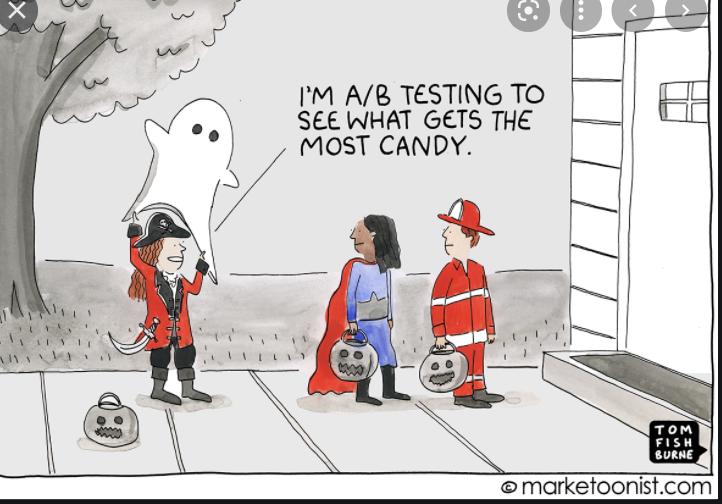 I'M A/B TESTING TO
SEE WHAT GETS THE
MOST CANDY.
TOM
FISH
BURNE
© marketoonist.com